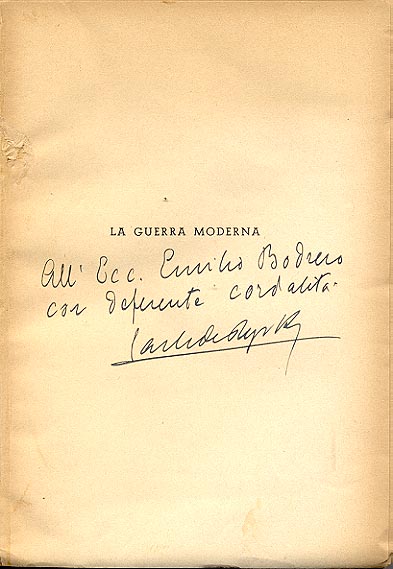 LA GUERRA MODERNA
All' Ecc. Emilio Bodrero
con deferente cordialità.